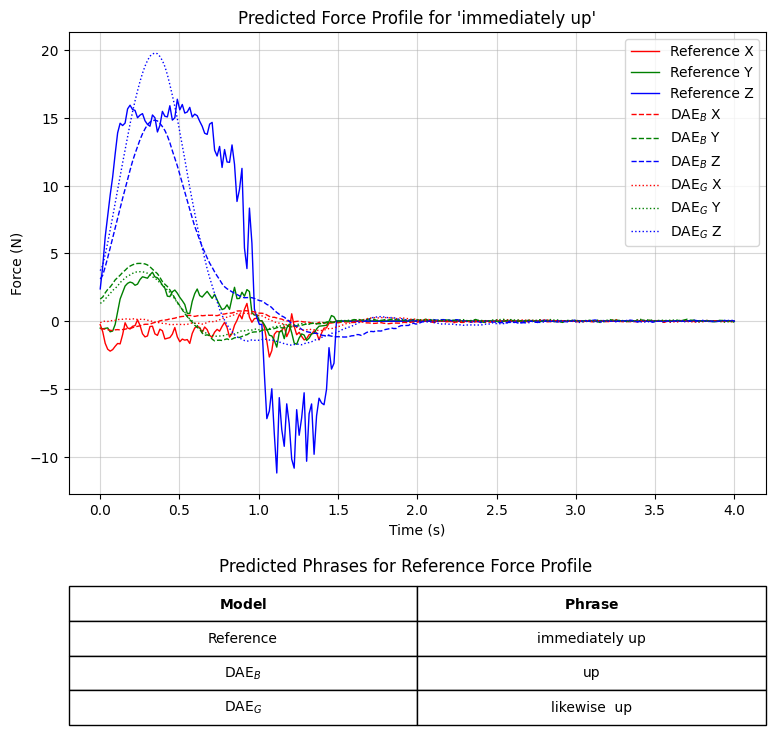 Predicted Force Profile for 'immediately up'
Force (N)
20
15
10
5
0
−5
−10
Reference X
Reference Y
Reference Z
DAE_B X
DAE_B Y
DAE_B Z
DAE_G X
DAE_G Y
DAE_G Z
0.0 0.5 1.0 1.5 2.0 2.5 3.0 3.5 4.0
Time (s)
Predicted Phrases for Reference Force Profile
Model Phrase
Reference immediately up
DAE_B up
DAE_G likewise  up